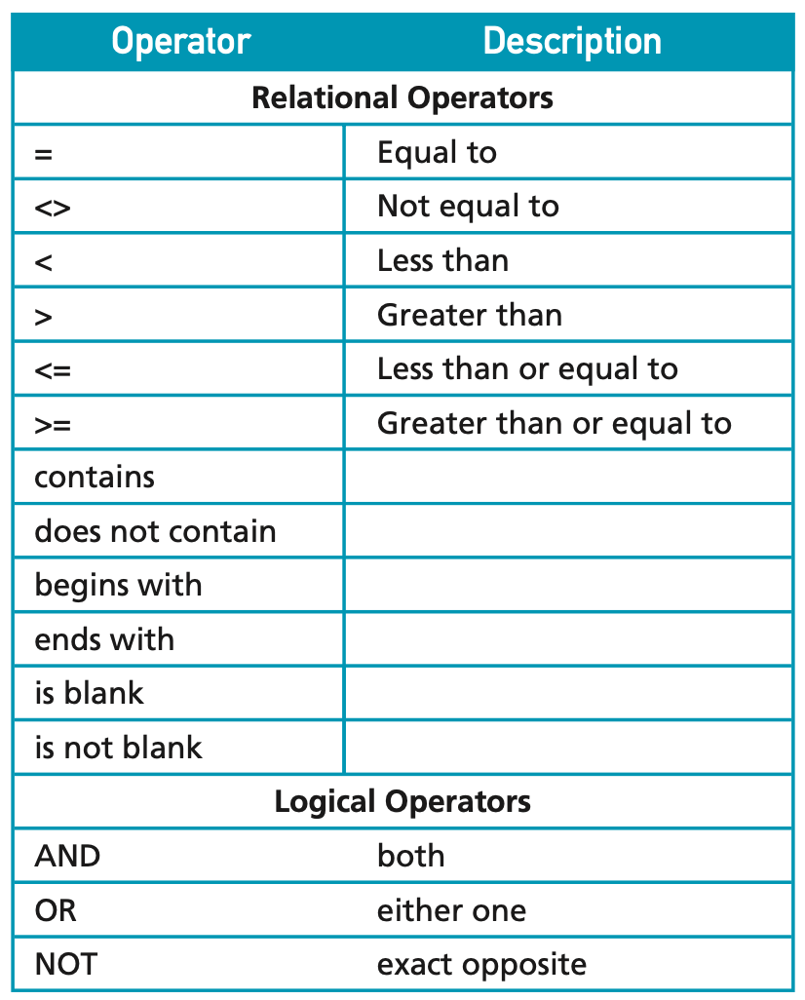 Operator Description
Relational Operators
= Equal to
<> Not equal to
< Less than
> Greater than
<= Less than or equal to
>= Greater than or equal to
contains
does not contain
begins with
ends with
is blank
is not blank
Logical Operators
AND both
OR either one
NOT exact opposite